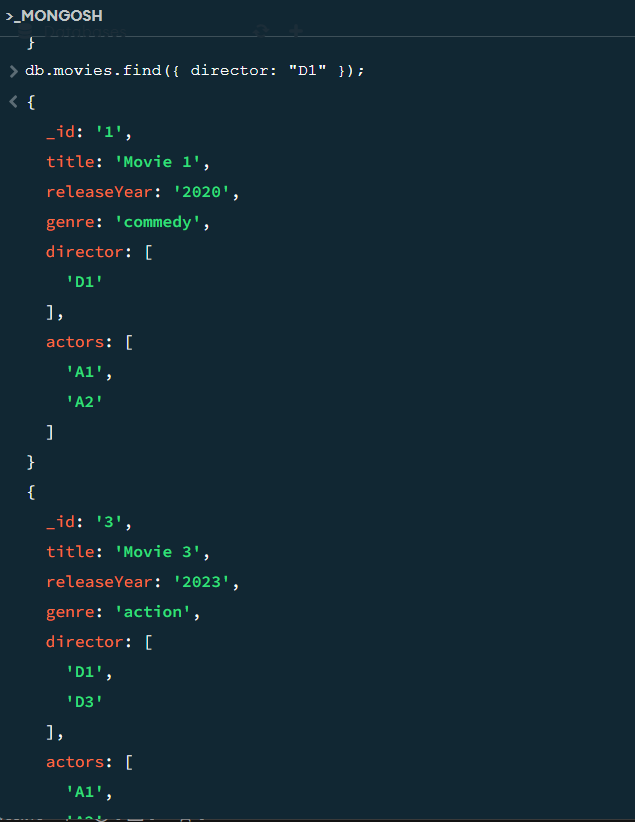 >_MONGOSH
}
> db.movies.find({ director: "D1" });
< {
_id: '1',
title: 'Movie 1',
releaseYear: '2020',
genre: 'commedy',
director: [
'D1'
],
actors: [
'A1',
'A2'
]
}
{
_id: '3',
title: 'Movie 3',
releaseYear: '2023',
genre: 'action',
director: [
'D1',
'D3'
],
actors: [
'A1',